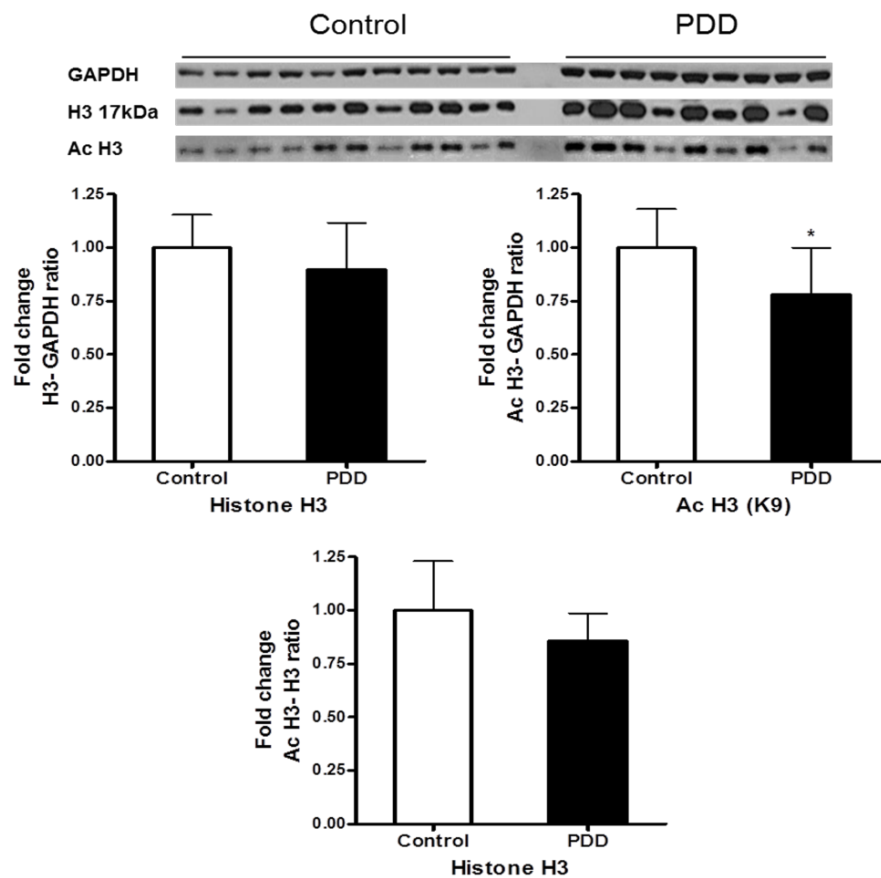 Control PDD
GAPDH
H3 17kDa
Ac H3
Fold change
H3- GAPDH ratio
1.25
1.00
0.75
0.50
0.25
0.00
Control PDD
Histone H3
Fold change
Ac H3- GAPDH ratio
1.25
1.00
0.75
0.50
0.25
0.00
*
Control PDD
Ac H3 (K9)
Fold change
Ac H3- H3 ratio
1.25
1.00
0.75
0.50
0.25
0.00
Control PDD
Histone H3